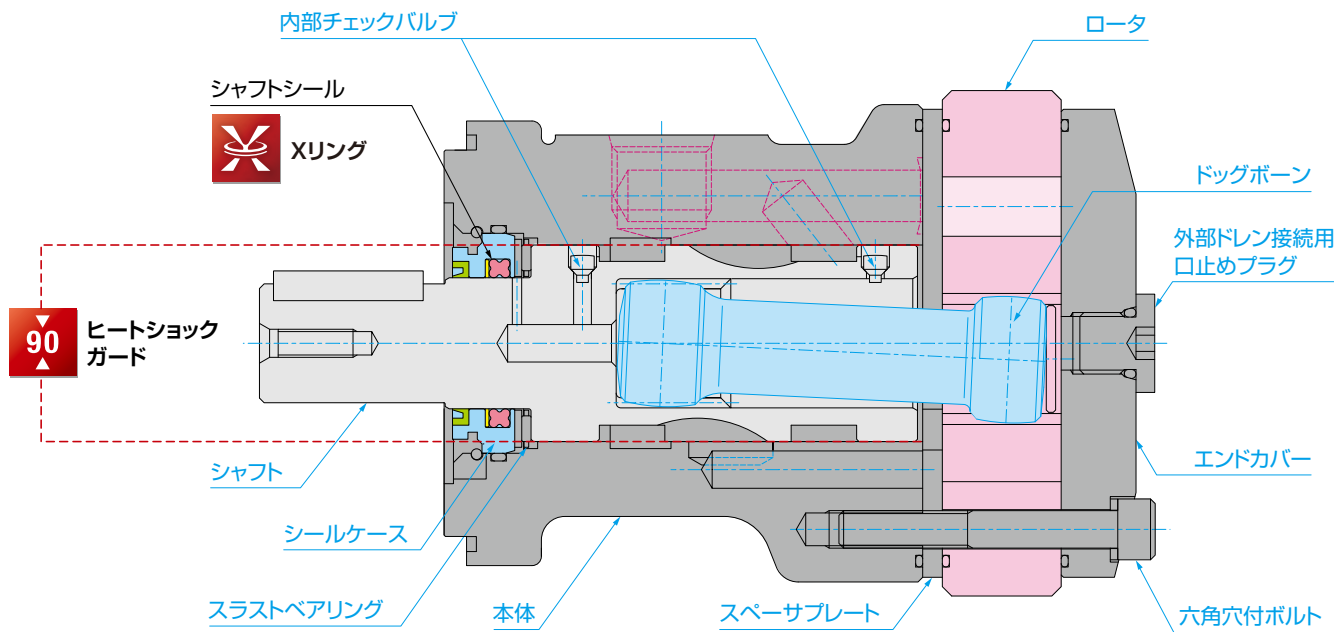 内部チェックバルブ
ロータ
シャフトシール
Xリング
ドッグボーン
外部ドレン接続用
口止めプラグ
90
ヒートショック
ガード
シャフト
エンドカバー
シールケース
スラストベアリング
本体
スペーサプレート
六角穴付ボルト